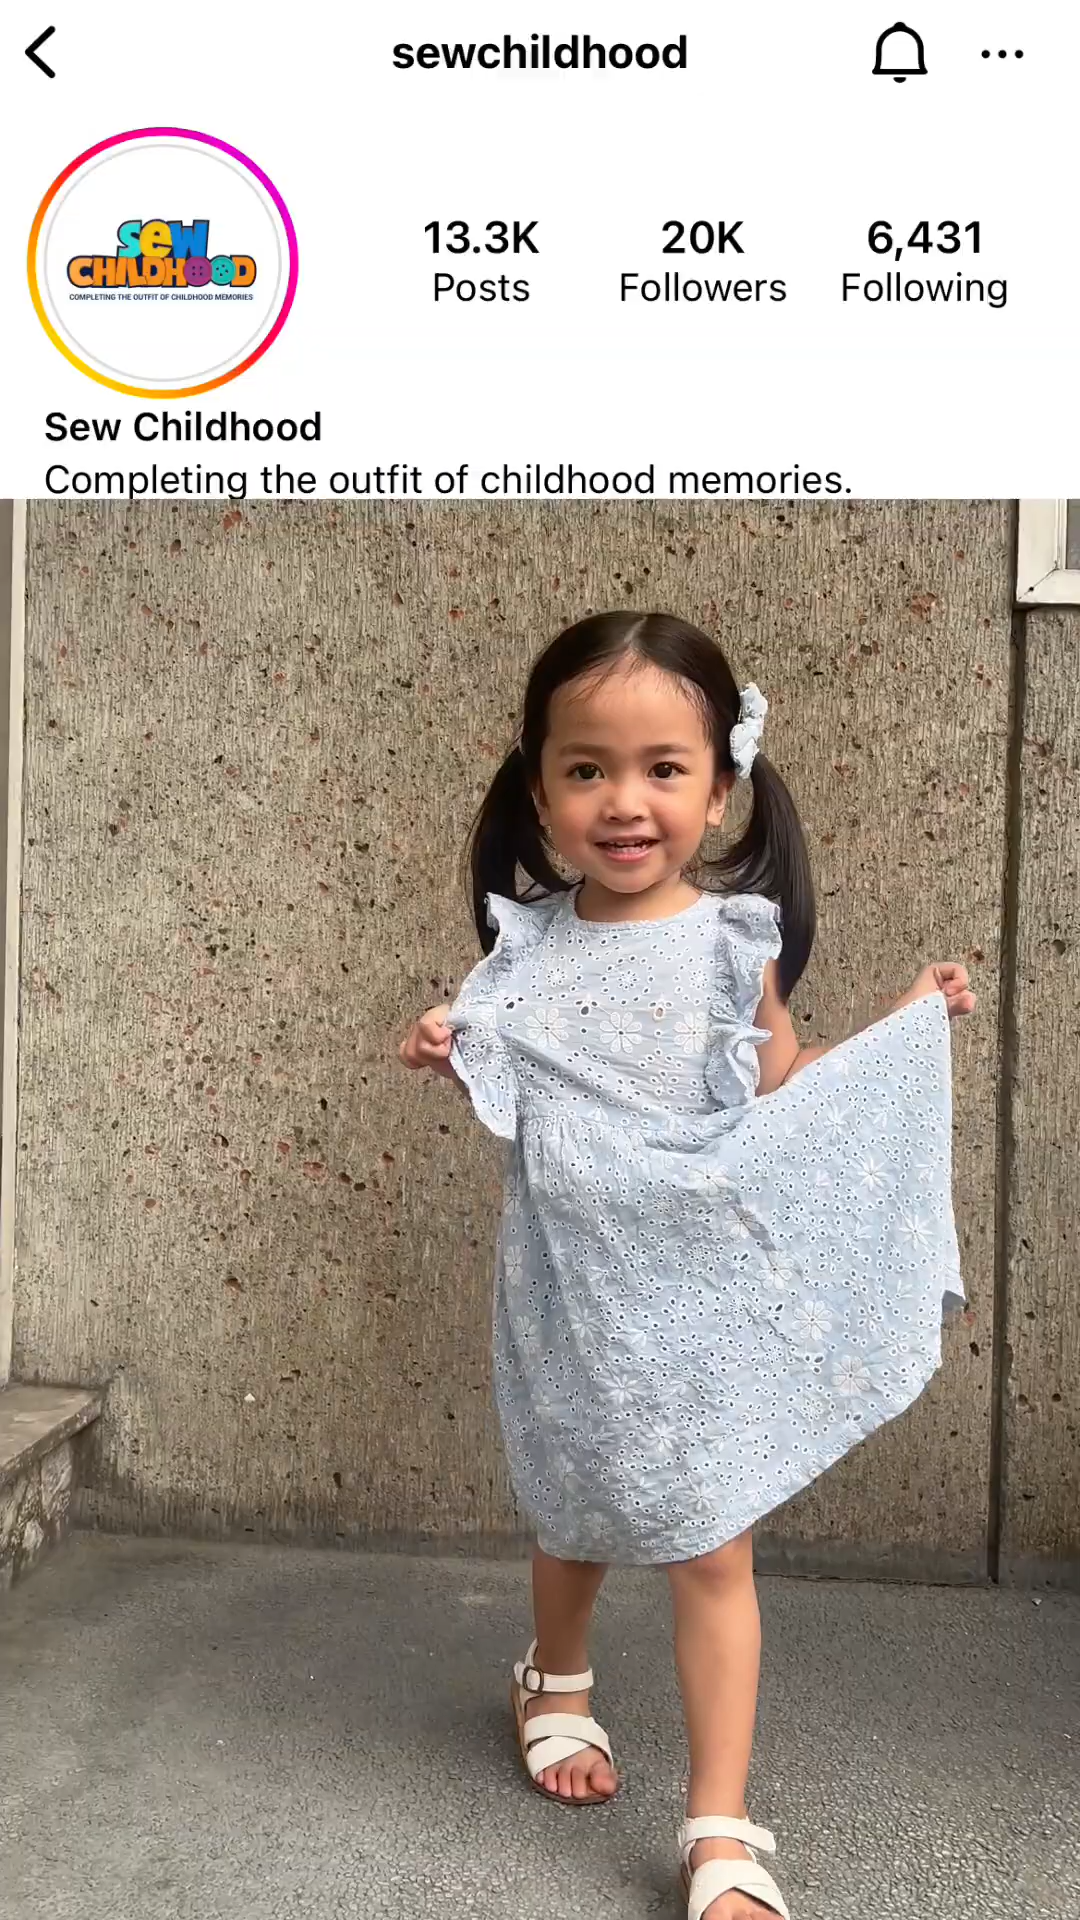 sewchildhood
sew
CHILDHOOD
COMPLETING THE OUTFIT OF CHILDHOOD MEMORIES
13.3K
Posts
20K
Followers
6,431
Following
Sew Childhood
Completing the outfit of childhood memories.